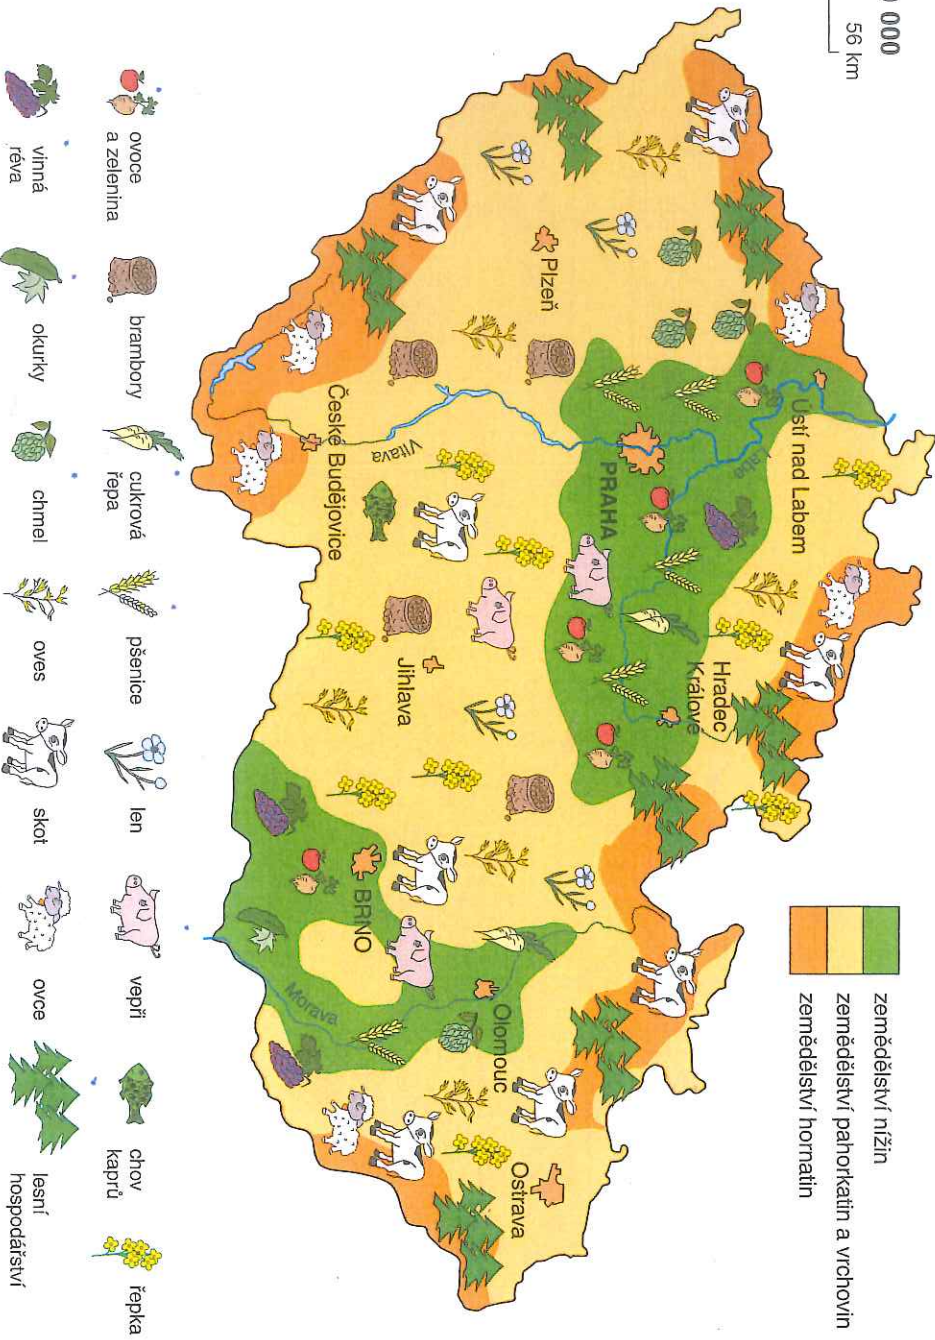 000
56 km
zemědělství nížin
zemědělství pahorkatin a vrchovin
zemědělství hornatin
Ústí nad Labem
Labe
Hradec
Králové
PRAHA
Plzeň
Vltava
České Budějovice
Jihlava
BRNO
Olomouc
Morava
Ostrava
ovoce
a zelenina
brambory
cukrová
řepa
pšenice
len
vepři
chov
kaprů
řepka
vinná
réva
okurky
chmel
oves
skot
ovce
lesní
hospodářství